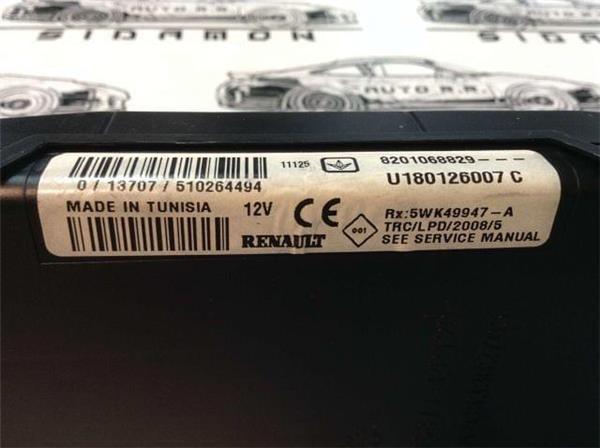 SIDAMON
AUTO R.R.
11125
8201068829---
0 / 13707 / 510264494
U180126007 C
MADE IN TUNISIA
12V
CE
RENAULT
001
Rx:5WK49947-A
TRC/LPD/2008/5
SEE SERVICE MANUAL